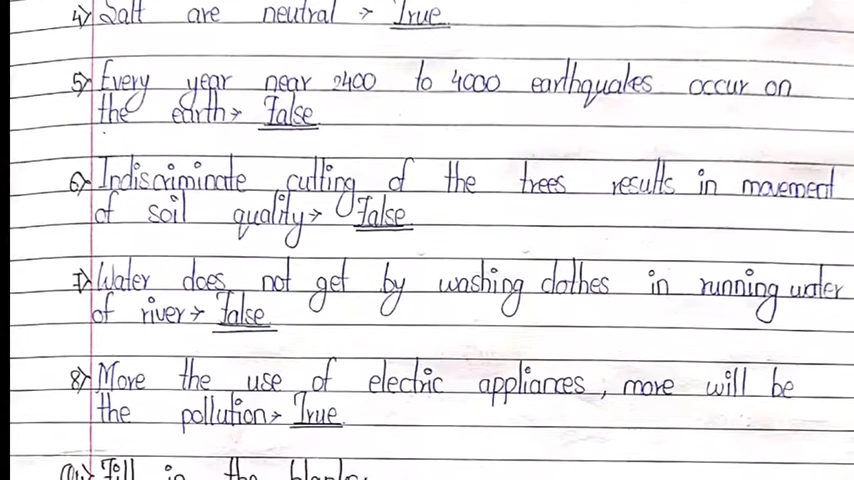 4) Salt are neutral → True
5) Every year near 2400 to 4000 earthquakes occur on
the earth → False
6) Indiscriminate cutting of the trees results in movement
of soil quality → False
7) Water does not get by washing clothes in running water
of river → False
8) More the use of electric appliances, more will be
the pollution → True
Fill in the blanks: